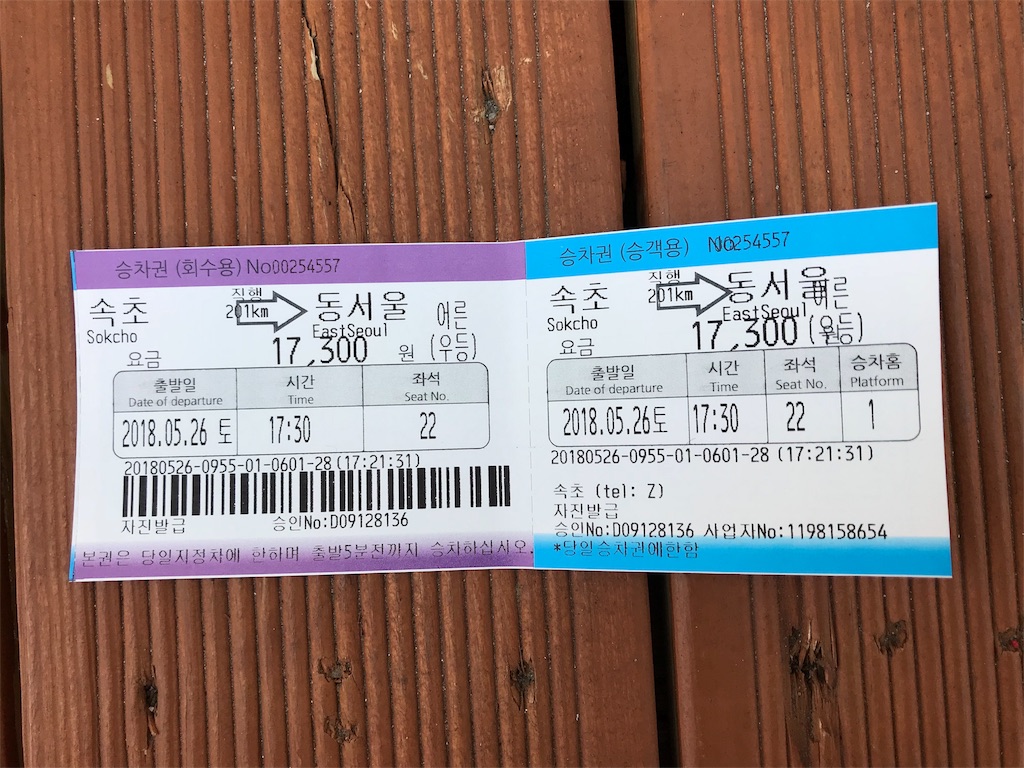 승차권 (회수용) No00254557
직행
속초 201km 동서울 어른
Sokcho EastSeoul
요금 17,300 원 (우등)
출발일 시간 좌석
Date of departure Time Seat No.
2018.05.26 토 17:30 22
20180526-0955-01-0601-28 (17:21:31)
자진발급 승인No:D09128136
본권은 당일지정차에 한하며 출발5분전까지 승차하십시오.
승차권 (승객용) No00254557
직행
속초 201km 동서울 어른
Sokcho EastSeoul
요금 17,300 원 (우등)
출발일 시간 좌석 승차홈
Date of departure Time Seat No. Platform
2018.05.26 토 17:30 22 1
20180526-0955-01-0601-28 (17:21:31)
속초 (tel: Z)
자진발급
승인No:D09128136 사업자No:1198158654
*당일승차권에한함